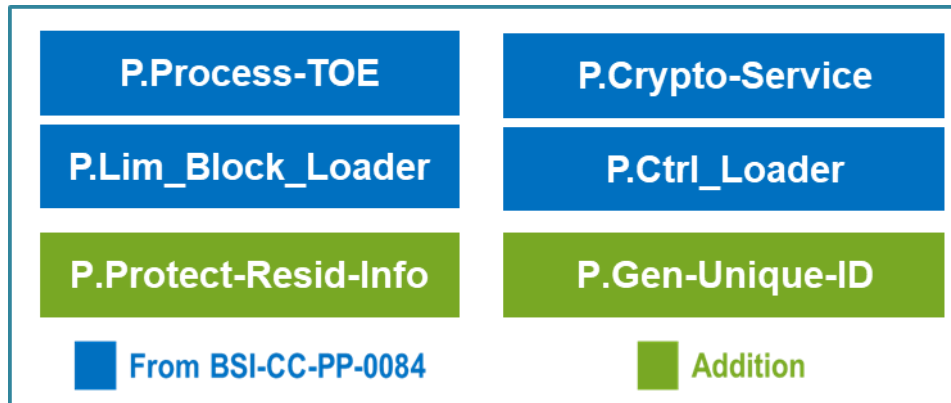 P.Process-TOE
P.Crypto-Service
P.Lim_Block_Loader
P.Ctrl_Loader
P.Protect-Resid-Info
P.Gen-Unique-ID
From BSI-CC-PP-0084
Addition